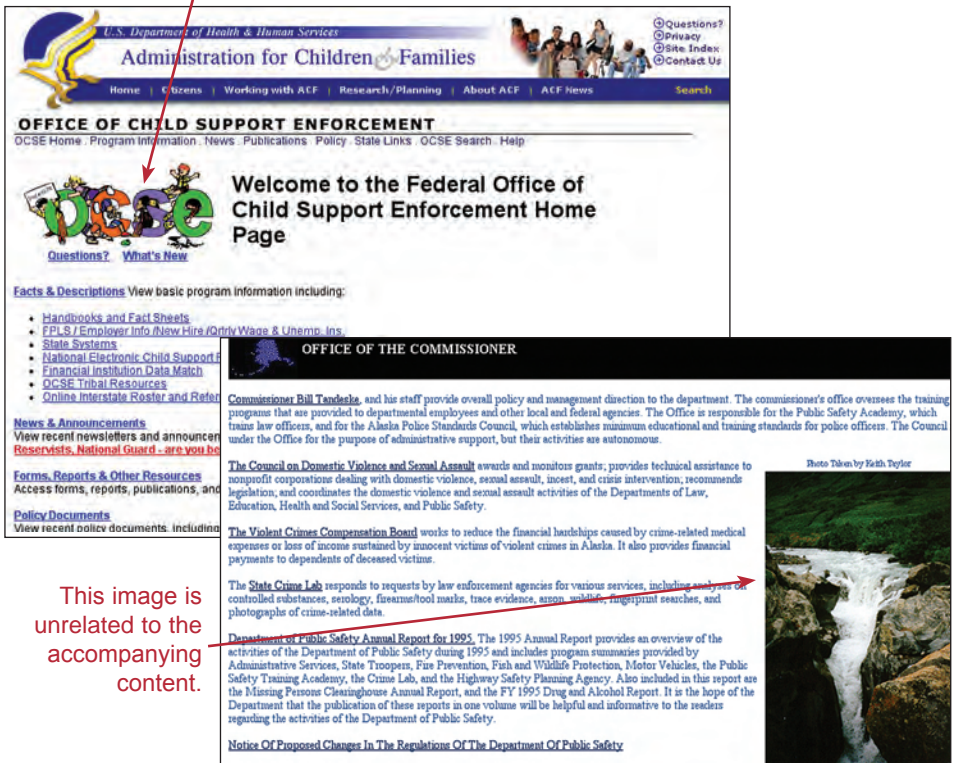 U.S. Department of Health & Human Services
Administration for Children & Families
Questions?
Privacy
Site Index
Contact Us
Home | Citizens | Working with ACF | Research/Planning | About ACF | ACF News
Search
OFFICE OF CHILD SUPPORT ENFORCEMENT
OCSE Home . Program Information . News . Publications . Policy . State Links . OCSE Search . Help
ocse
Welcome to the Federal Office of
Child Support Enforcement Home
Page
Questions? What's New
Facts & Descriptions View basic program information including:
• Handbooks and Fact Sheets
• FPLS / Employer Info /New Hire /Qrtrly Wage & Unemp. Ins.
• State Systems
• National Electronic Child Support
• Financial Institution Data Match
• OCSE Tribal Resources
• Online Interstate Roster and
News & Announcements
View recent newsletters and
Reservists, National Guard - are you
Forms, Reports & Other Resources
Access forms, reports, publications, and
Policy Documents
View recent policy documents, including
OFFICE OF THE COMMISSIONER
Commissioner Bill Tandeske, and his staff provide overall policy and management direction to the department. The commissioner's office oversees the training
programs that are provided to departmental employees and other local and federal agencies. The Office is responsible for the Public Safety Academy, which
trains law officers, and for the Alaska Police Standards Council, which establishes minimum educational and training standards for police officers. The Council
under the Office for the purpose of administrative support, but their activities are autonomous.
Photo Taken by Keith Taylor
The Council on Domestic Violence and Sexual Assault awards and monitors grants; provides technical assistance to
nonprofit corporations dealing with domestic violence, sexual assault, incest, and crisis intervention; recommends
legislation; and coordinates the domestic violence and sexual assault activities of the Departments of Law,
Education, Health and Social Services, and Public Safety.
The Violent Crimes Compensation Board works to reduce the financial hardships caused by crime-related medical
expenses or loss of income sustained by innocent victims of violent crimes in Alaska. It also provides financial
payments to dependents of deceased victims.
The State Crime Lab responds to requests by law enforcement agencies for various services, including analyses on
controlled substances, serology, firearms/tool marks, trace evidence, arson, wildlife, fingerprint searches, and
photographs of crime-related data.
Department of Public Safety Annual Report for 1995. The 1995 Annual Report provides an overview of the
activities of the Department of Public Safety during 1995 and includes program summaries provided by
Administrative Services, State Troopers, Fire Prevention, Fish and Wildlife Protection, Motor Vehicles, the Public
Safety Training Academy, the Crime Lab, and the Highway Safety Planning Agency. Also included in this report are
the Missing Persons Clearinghouse Annual Report, and the FY 1995 Drug and Alcohol Report. It is the hope of the
Department that the publication of these reports in one volume will be helpful and informative to the readers
regarding the activities of the Department of Public Safety.
Notice Of Proposed Changes In The Regulations Of The Department Of Public Safety
This image is
unrelated to the
accompanying
content.